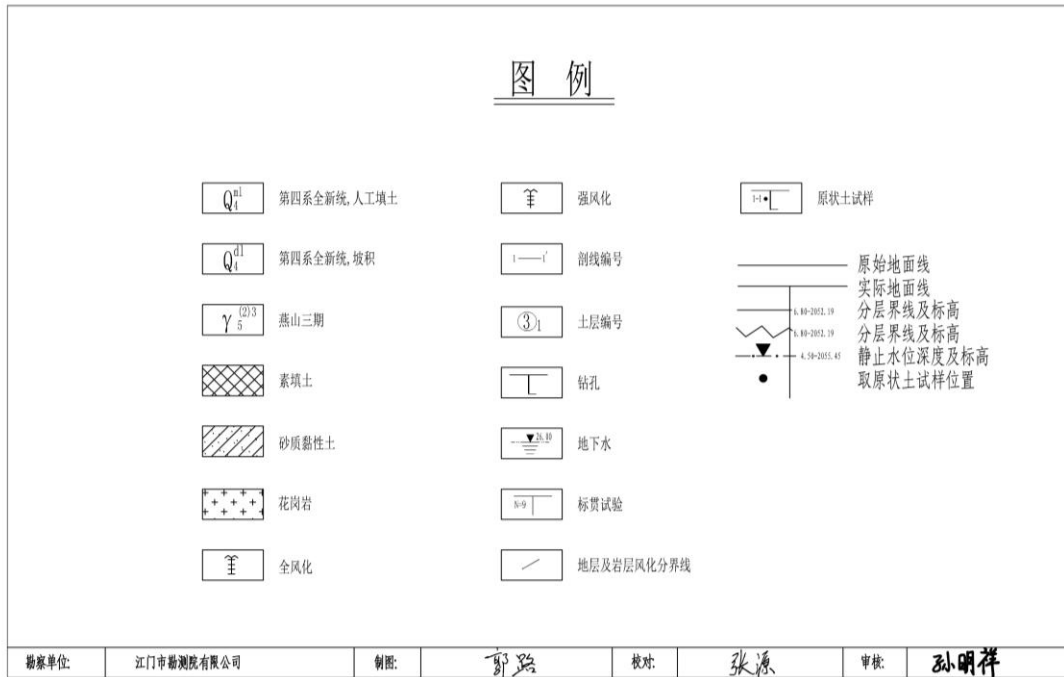 图 例
Q₄ᵐˡ 第四系全新统,人工填土
Q₄ᵈˡ 第四系全新统,坡积
γ₅⁽²⁾³ 燕山三期
素填土
砂质黏性土
花岗岩
全风化
强风化
1——1' 剖线编号
③₁ 土层编号
钻孔
26.80 地下水
N=9 标贯试验
地层及岩层风化分界线
1-1 原状土试样
原始地面线
实际地面线
6.80-2052.19 分层界线及标高
6.80-2052.19 分层界线及标高
4.50-2055.45 静止水位深度及标高
取原状土试样位置
勘察单位: 江门市勘测院有限公司 制图: 郭路 校对: 张源 审核: 孙明祥